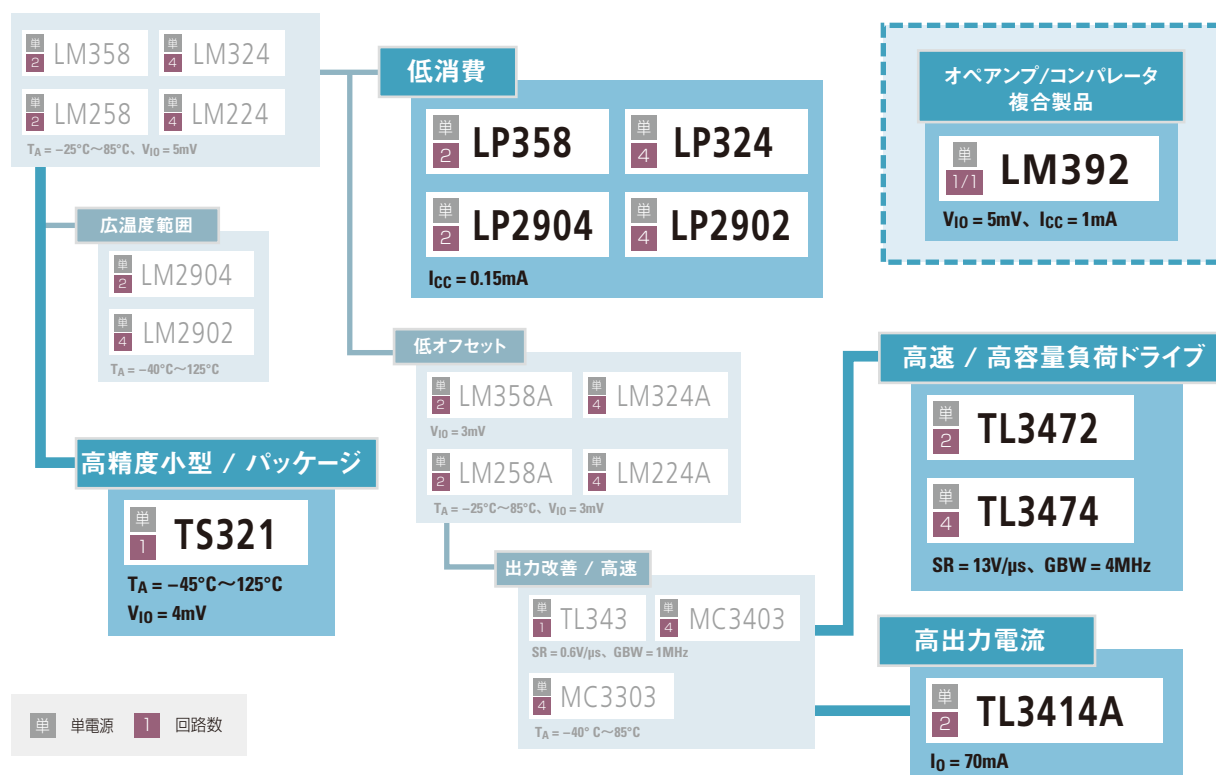 単 2 LM358 単 4 LM324
単 2 LM258 単 4 LM224
TA = −25°C～85°C、VIO = 5mV
広温度範囲
単 2 LM2904
単 4 LM2902
TA = −40°C～125°C
高精度小型 / パッケージ
単 1 TS321
TA = −45°C～125°C
VIO = 4mV
低消費
単 2 LP358 単 4 LP324
単 2 LP2904 単 4 LP2902
ICC = 0.15mA
低オフセット
単 2 LM358A 単 4 LM324A
VIO = 3mV
単 2 LM258A 単 4 LM224A
TA = −25°C～85°C、VIO = 3mV
出力改善 / 高速
単 1 TL343 単 4 MC3403
SR = 0.6V/µs、GBW = 1MHz
単 4 MC3303
TA = −40° C～85°C
オペアンプ/コンパレータ
複合製品
単 1/1 LM392
VIO = 5mV、ICC = 1mA
高速 / 高容量負荷ドライブ
単 2 TL3472
単 4 TL3474
SR = 13V/µs、GBW = 4MHz
高出力電流
単 2 TL3414A
IO = 70mA
単 単電源 1 回路数